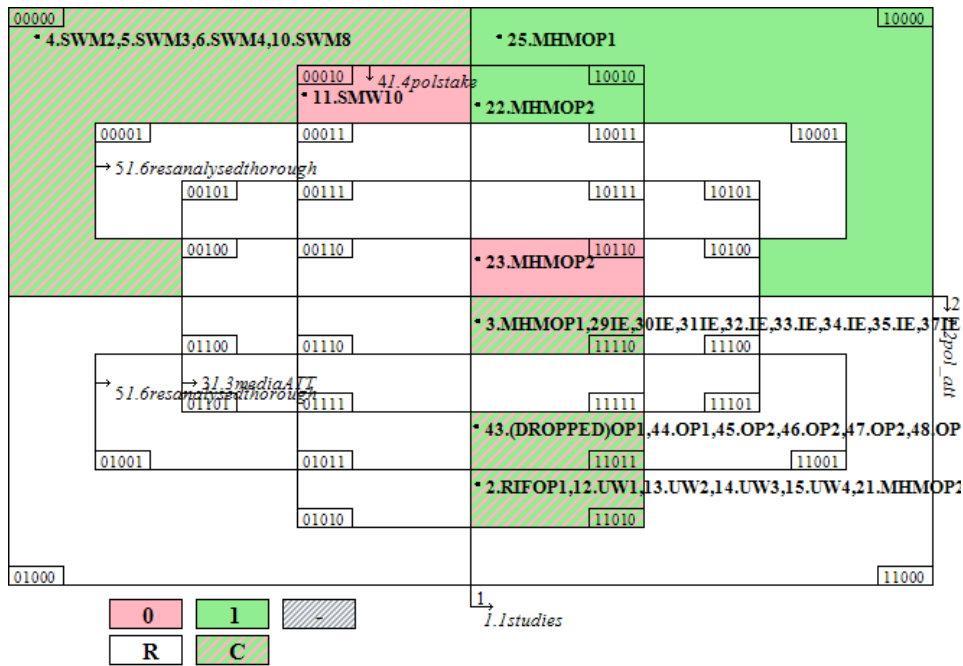 00000
10000
4.SWM2,5.SWM3,6.SWM4,10.SWM8
25.MHMOP1
00010
41.4polstake
10010
11.SMW10
22.MHMOP2
00001
00011
10011
10001
51.6resanalysedthorough
00101
00111
10111
10101
00100
00110
10110
10100
23.MHMOP2
2
3.MHMOP1,29IE,30IE,31IE,32.IE,33.IE,34.IE,35.IE,37IE
01100
01110
11110
11100
31.3mediaATT
51.6resanalysedthorough
01101
01111
11111
11101
43.(DROPPED)OP1,44.OP1,45.OP2,46.OP2,47.OP2,48.OP
01001
01011
11011
11001
2.RIFOP1,12.UW1,13.UW2,14.UW3,15.UW4,21.MHMOP2
01010
11010
01000
11000
1
1.1studies
0
1
-
R
C